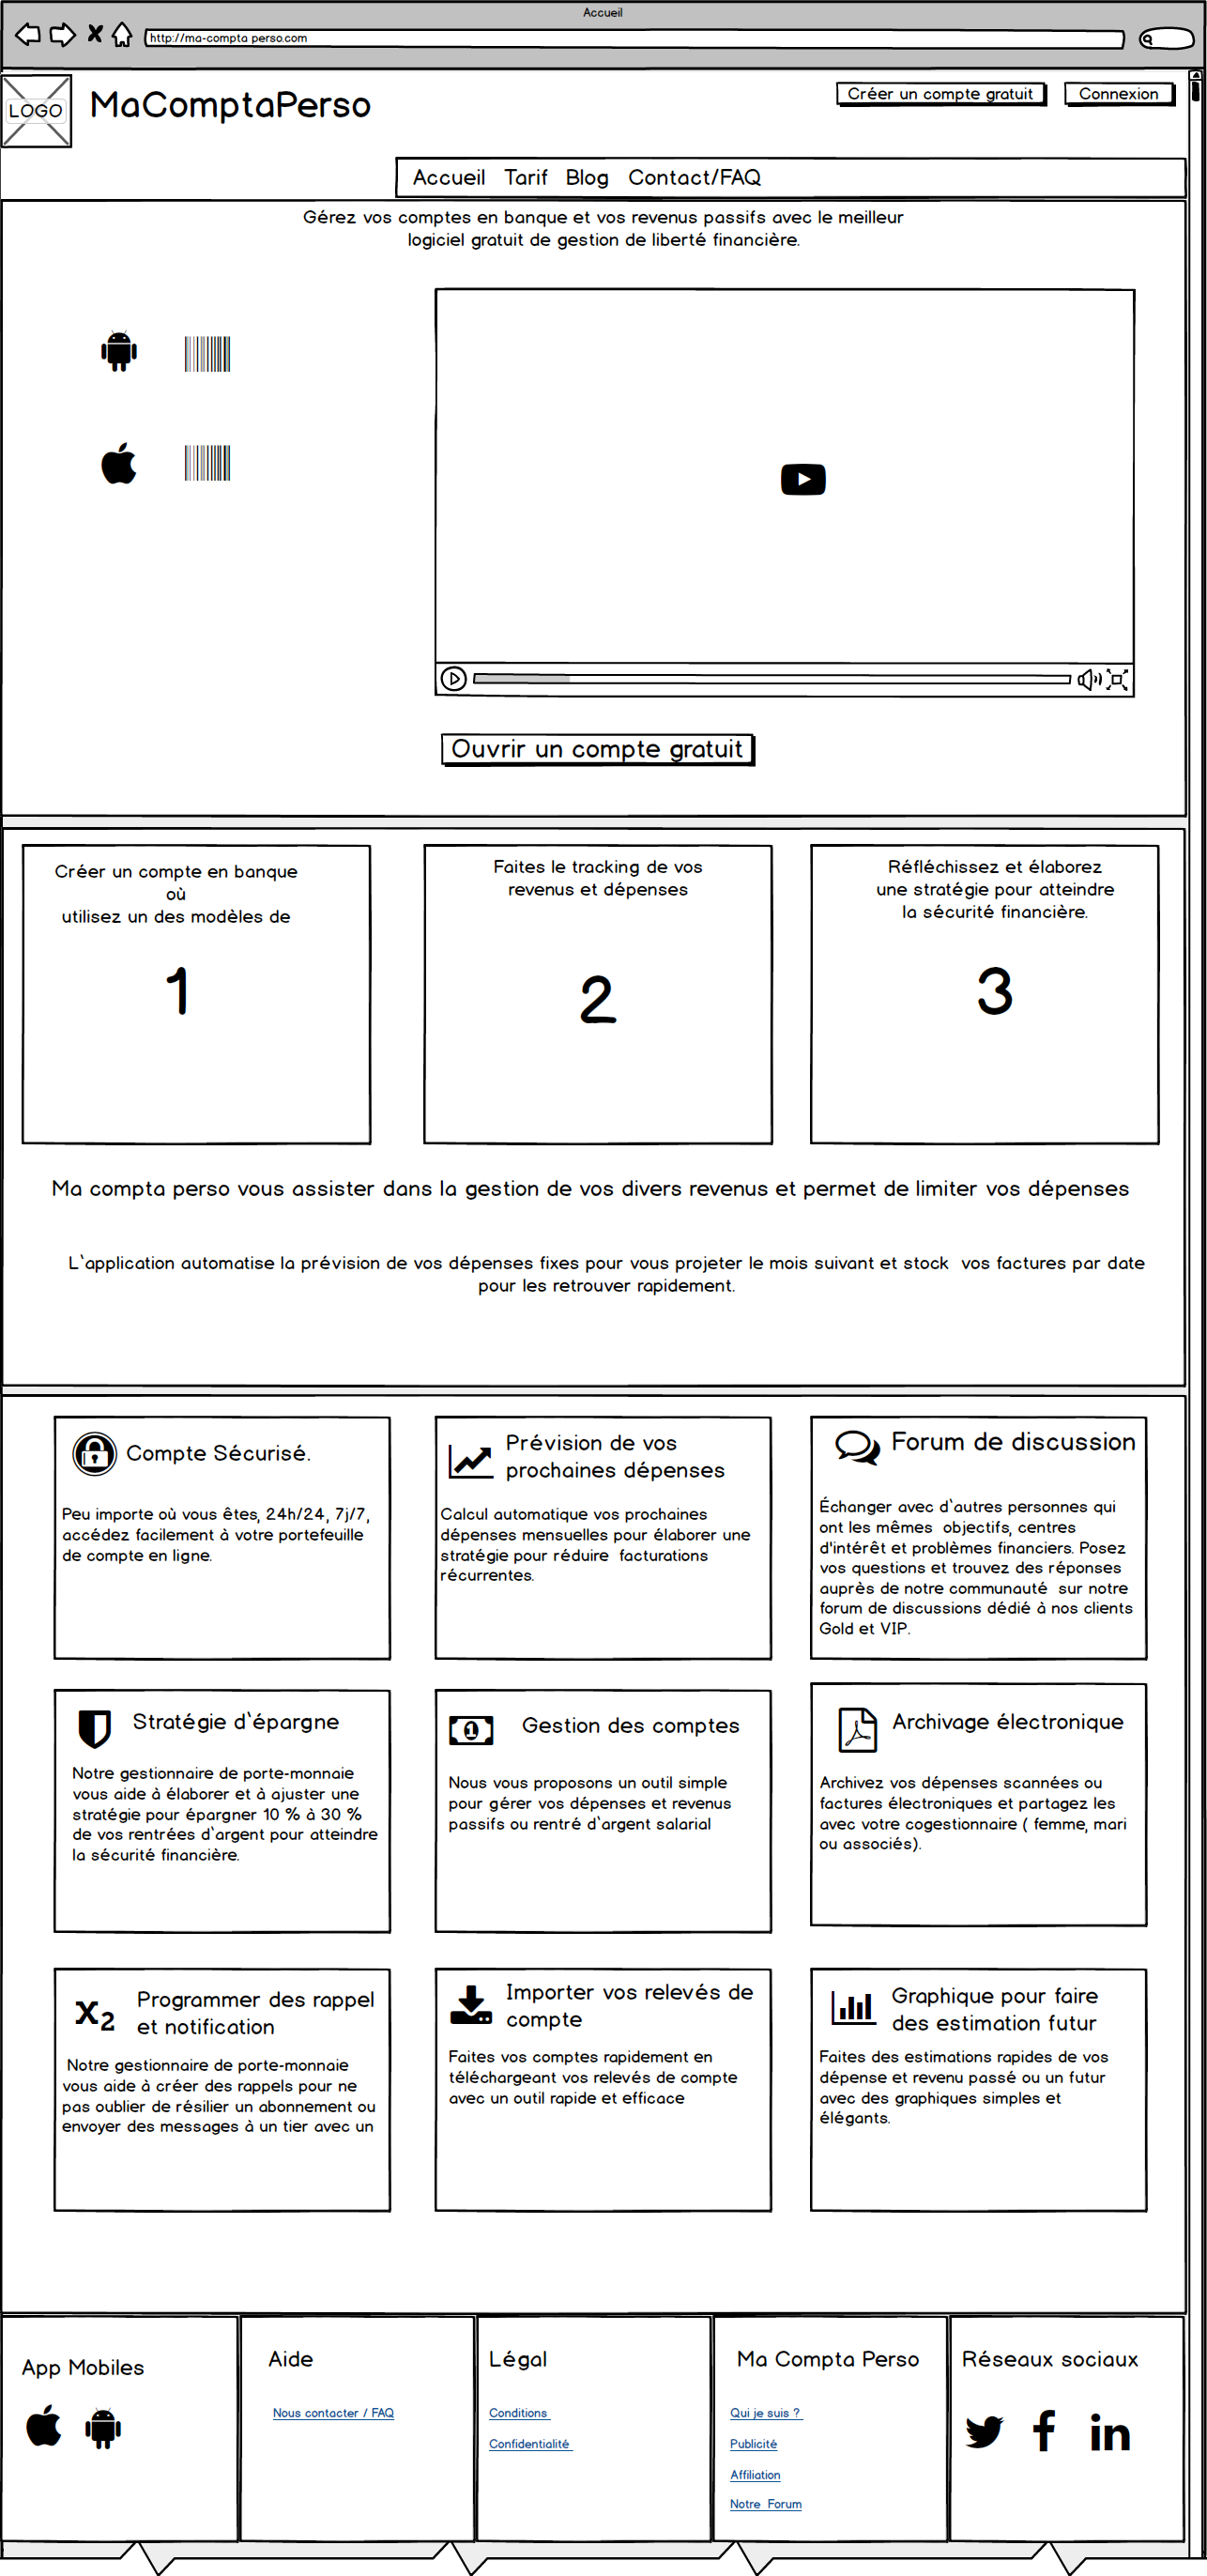 Accueil
http://ma-compta perso.com
LOGO
MaComptaPerso
Créer un compte gratuit
Connexion
Accueil Tarif Blog Contact/FAQ
Gérez vos comptes en banque et vos revenus passifs avec le meilleur
logiciel gratuit de gestion de liberté financière.
Ouvrir un compte gratuit
Créer un compte en banque
où
utilisez un des modèles de
1
Faites le tracking de vos
revenus et dépenses
2
Réfléchissez et élaborez
une stratégie pour atteindre
la sécurité financière.
3
Ma compta perso vous assister dans la gestion de vos divers revenus et permet de limiter vos dépenses
L`application automatise la prévision de vos dépenses fixes pour vous projeter le mois suivant et stock vos factures par date
pour les retrouver rapidement.
Compte Sécurisé.
Peu importe où vous êtes, 24h/24, 7j/7,
accédez facilement à votre portefeuille
de compte en ligne.
Prévision de vos
prochaines dépenses
Calcul automatique vos prochaines
dépenses mensuelles pour élaborer une
stratégie pour réduire facturations
récurrentes.
Forum de discussion
Échanger avec d`autres personnes qui
ont les mêmes objectifs, centres
d'intérêt et problèmes financiers. Posez
vos questions et trouvez des réponses
auprès de notre communauté sur notre
forum de discussions dédié à nos clients
Gold et VIP.
Stratégie d`épargne
Notre gestionnaire de porte-monnaie
vous aide à élaborer et à ajuster une
stratégie pour épargner 10 % à 30 %
de vos rentrées d`argent pour atteindre
la sécurité financière.
1
Gestion des comptes
Nous vous proposons un outil simple
pour gérer vos dépenses et revenus
passifs ou rentré d`argent salarial
Archivage électronique
Archivez vos dépenses scannées ou
factures électroniques et partagez les
avec votre cogestionnaire ( femme, mari
ou associés).
x2
Programmer des rappel
et notification
Notre gestionnaire de porte-monnaie
vous aide à créer des rappels pour ne
pas oublier de résilier un abonnement ou
envoyer des messages à un tier avec un
Importer vos relevés de
compte
Faites vos comptes rapidement en
téléchargeant vos relevés de compte
avec un outil rapide et efficace
Graphique pour faire
des estimation futur
Faites des estimations rapides de vos
dépense et revenu passé ou un futur
avec des graphiques simples et
élégants.
App Mobiles
Aide
Nous contacter / FAQ
Légal
Conditions
Confidentialité
Ma Compta Perso
Qui je suis ?
Publicité
Affiliation
Notre Forum
Réseaux sociaux
in